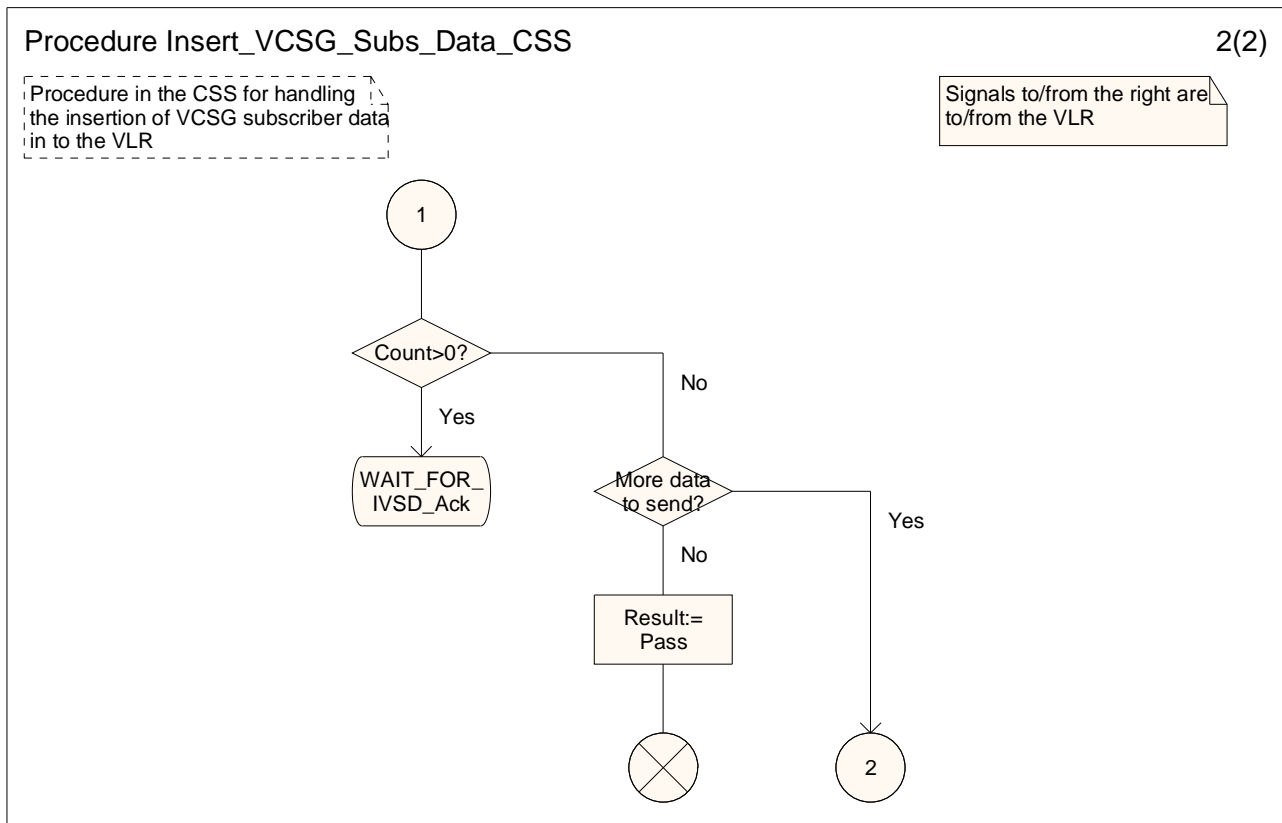 Procedure Insert_VCSG_Subs_Data_CSS
2(2)
Procedure in the CSS for handling
the insertion of VCSG subscriber data
in to the VLR
Signals to/from the right are
to/from the VLR
1
Count>0?
No
Yes
WAIT_FOR_
IVSD_Ack
More data
to send?
Yes
No
Result:=
Pass
2